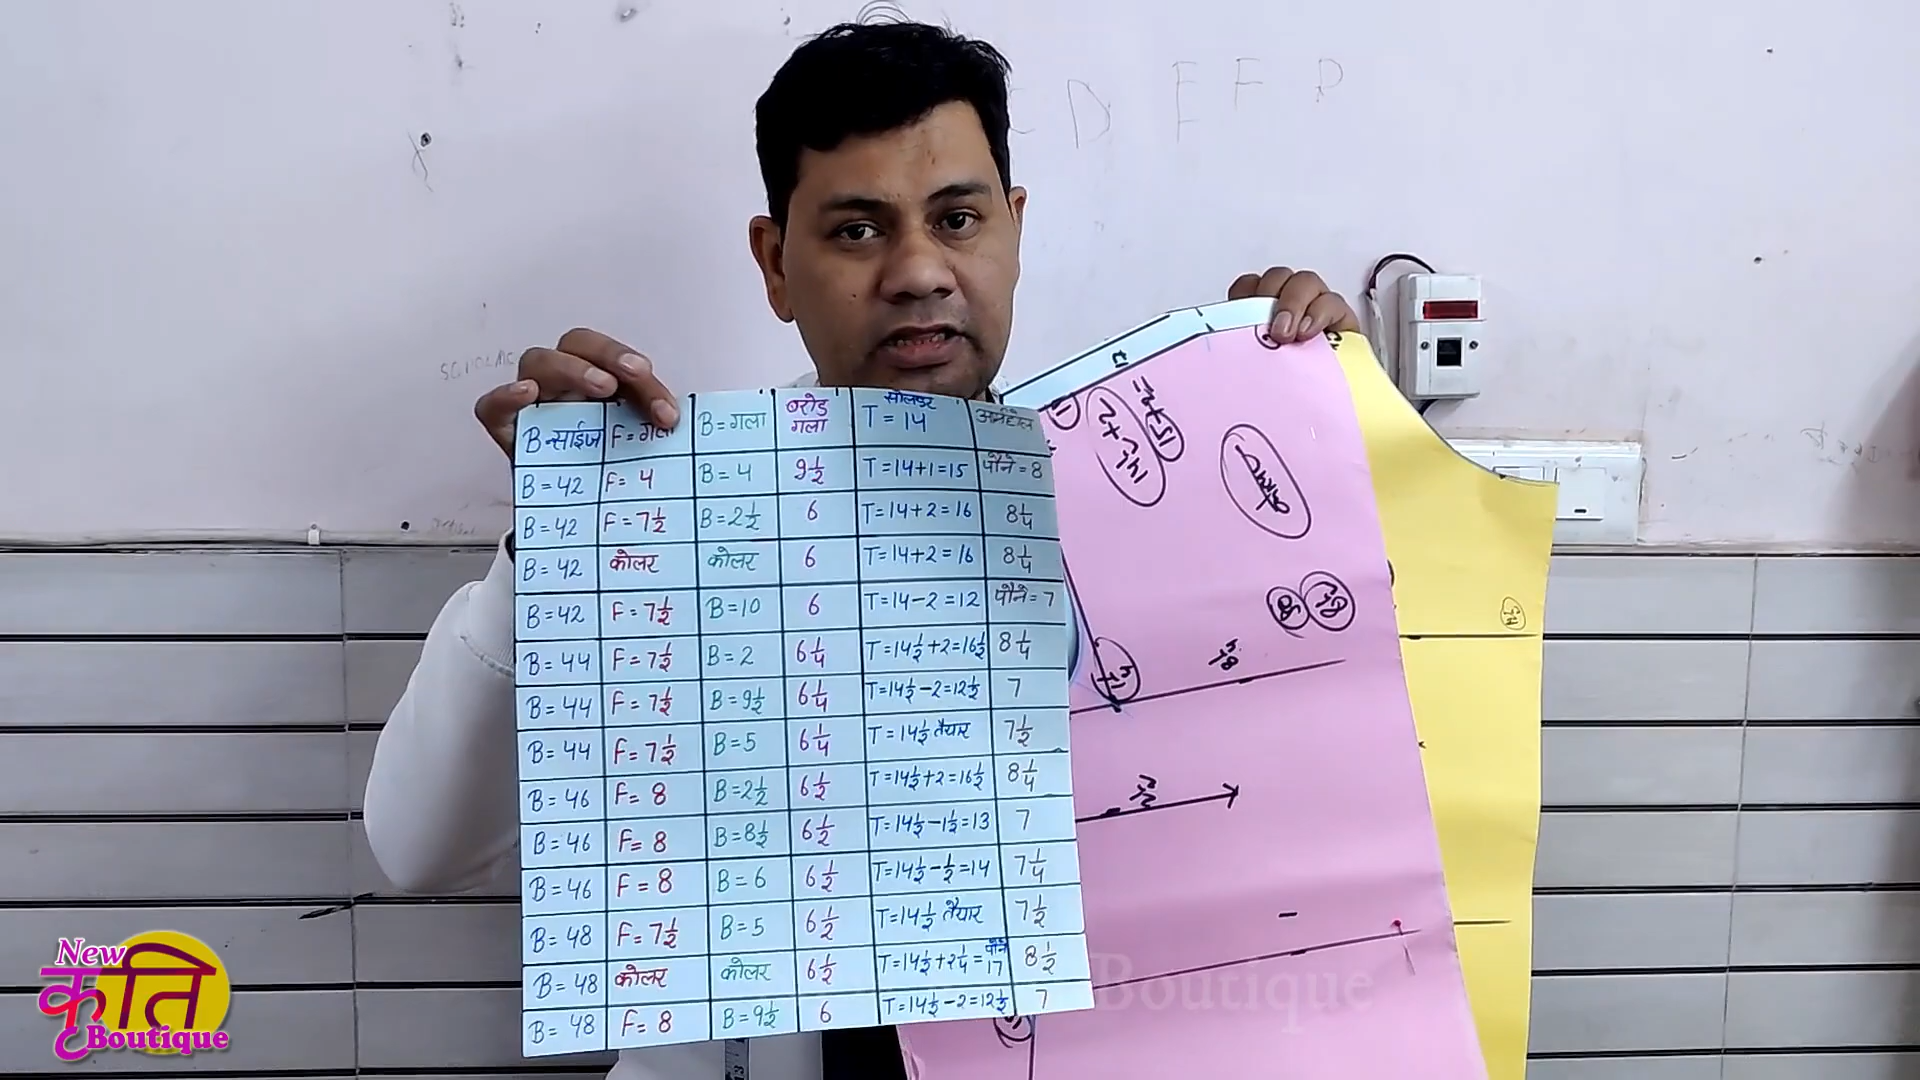 C D E F P
B=साईज F=गला B=गला बरोड गला सोलडर T=14 आर्महोल
B=42 F=4 B=4 9½ T=14+1=15 पौने=8
B=42 F=7½ B=2½ 6 T=14+2=16 8¼
B=42 कोलर कोलर 6 T=14+2=16 8¼
B=42 F=7½ B=10 6 T=14-2=12 पौने=7
B=44 F=7½ B=2 6¼ T=14½+2=16½ 8¼
B=44 F=7½ B=9½ 6¼ T=14½-2=12½ 7
B=44 F=7½ B=5 6¼ T=14½ तैयार 7½
B=46 F=8 B=2½ 6½ T=14½+2=16½ 8¼
B=46 F=8 B=8½ 6½ T=14½-1½=13 7
B=46 F=8 B=6 6½ T=14½-½=14 7¼
B=48 F=7½ B=5 6½ T=14½ तैयार 7½
B=48 कोलर कोलर 6½ T=14½+2¼=पौने 17 8½
B=48 F=8 B=9½ 6 T=14½-2=12½ 7
New
कृति
Boutique
Boutique